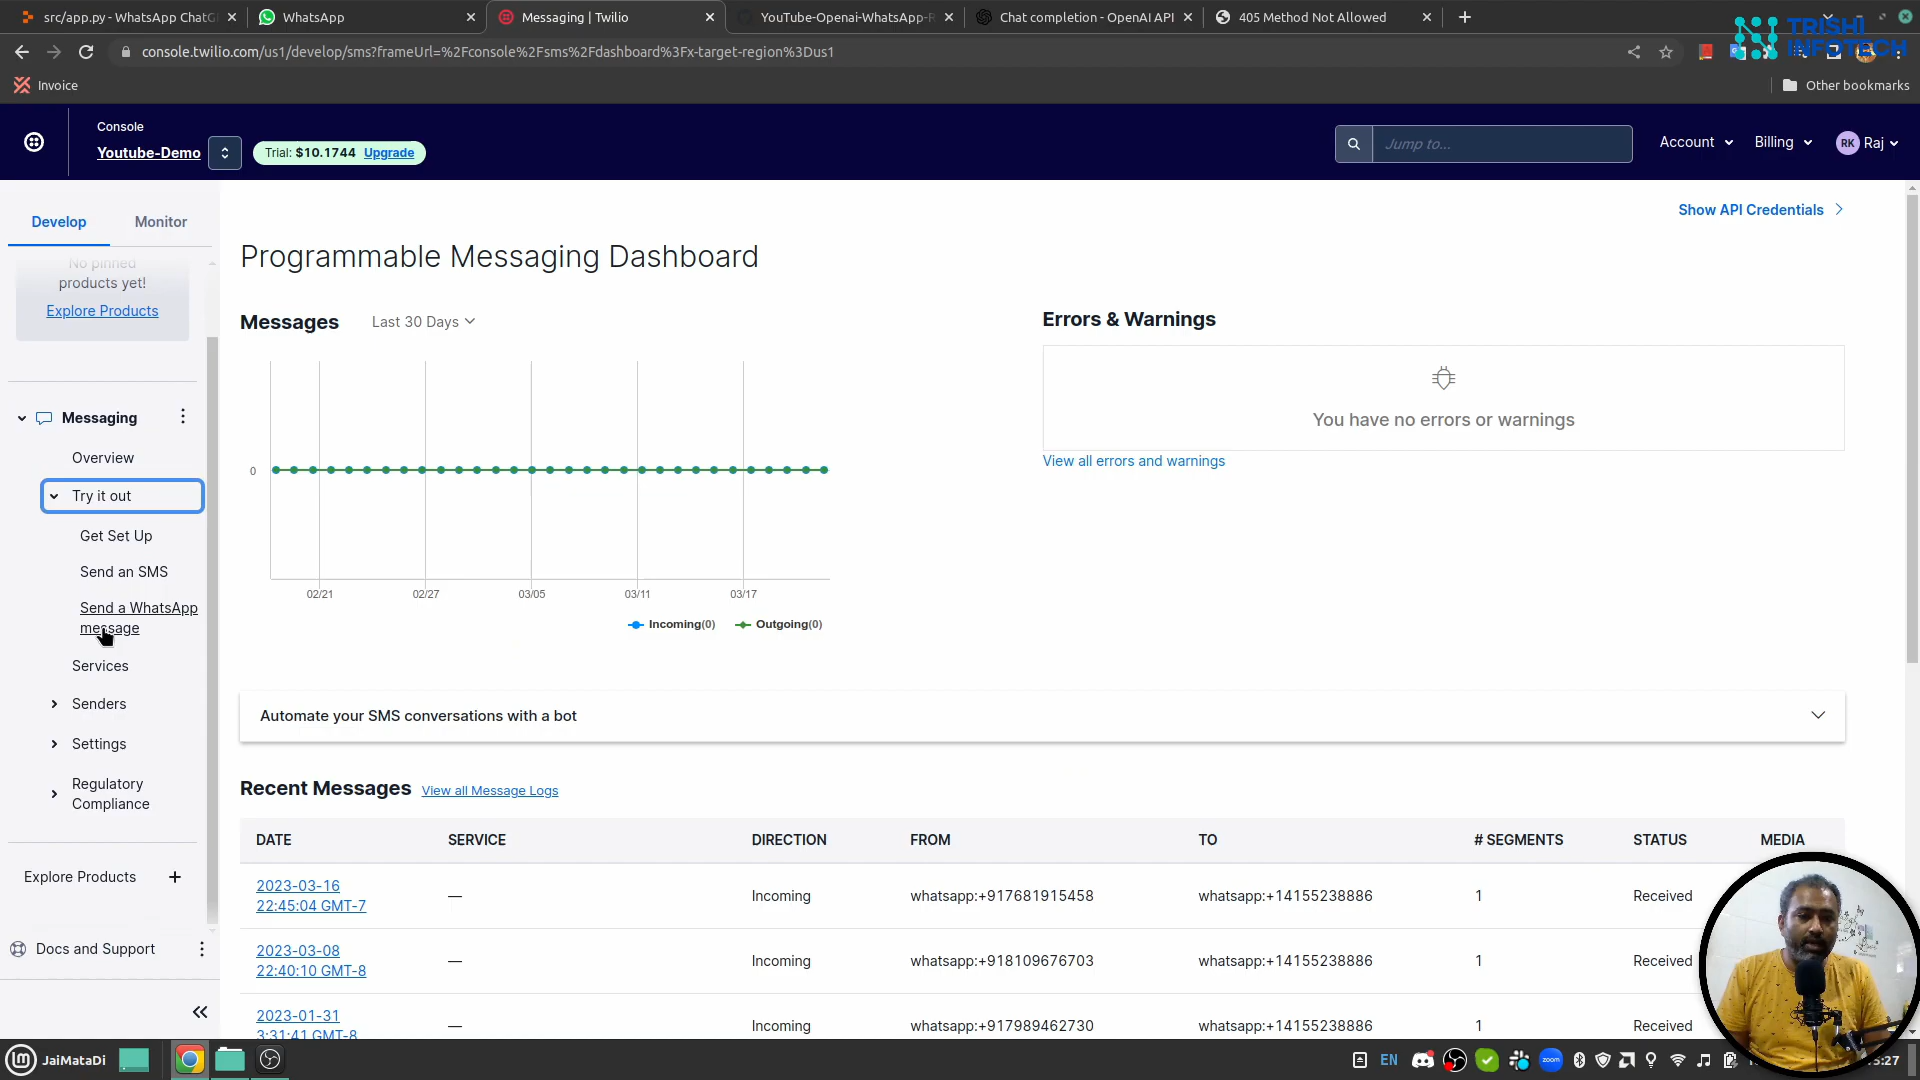 src/app.py - WhatsApp ChatG
WhatsApp
Messaging | Twilio
YouTube-Openai-WhatsApp-R
Chat completion - OpenAI API
405 Method Not Allowed
console.twilio.com/us1/develop/sms?frameUrl=%2Fconsole%2Fsms%2Fdashboard%3Fx-target-region%3Dus1
TRISHI
INFOTECH
Invoice
Other bookmarks
Console
Youtube-Demo
Trial: $10.1744 Upgrade
Jump to...
Account
Billing
RK
Raj
Develop
Monitor
Show API Credentials
No pinned
products yet!
Explore Products
Programmable Messaging Dashboard
Messages
Last 30 Days
Errors & Warnings
You have no errors or warnings
View all errors and warnings
Messaging
Overview
Try it out
Get Set Up
Send an SMS
Send a WhatsApp
message
Services
Senders
Settings
Regulatory
Compliance
Explore Products
Docs and Support
0
02/21 02/27 03/05 03/11 03/17
Incoming(0) Outgoing(0)
Automate your SMS conversations with a bot
Recent Messages View all Message Logs
DATE SERVICE DIRECTION FROM TO # SEGMENTS STATUS MEDIA
2023-03-16
22:45:04 GMT-7
— Incoming whatsapp:+917681915458 whatsapp:+14155238886 1 Received
2023-03-08
22:40:10 GMT-8
— Incoming whatsapp:+918109676703 whatsapp:+14155238886 1 Received
2023-01-31
3:31:41 GMT-8
— Incoming whatsapp:+917989462730 whatsapp:+14155238886 1 Received
JaiMataDi
EN
zoom
:27